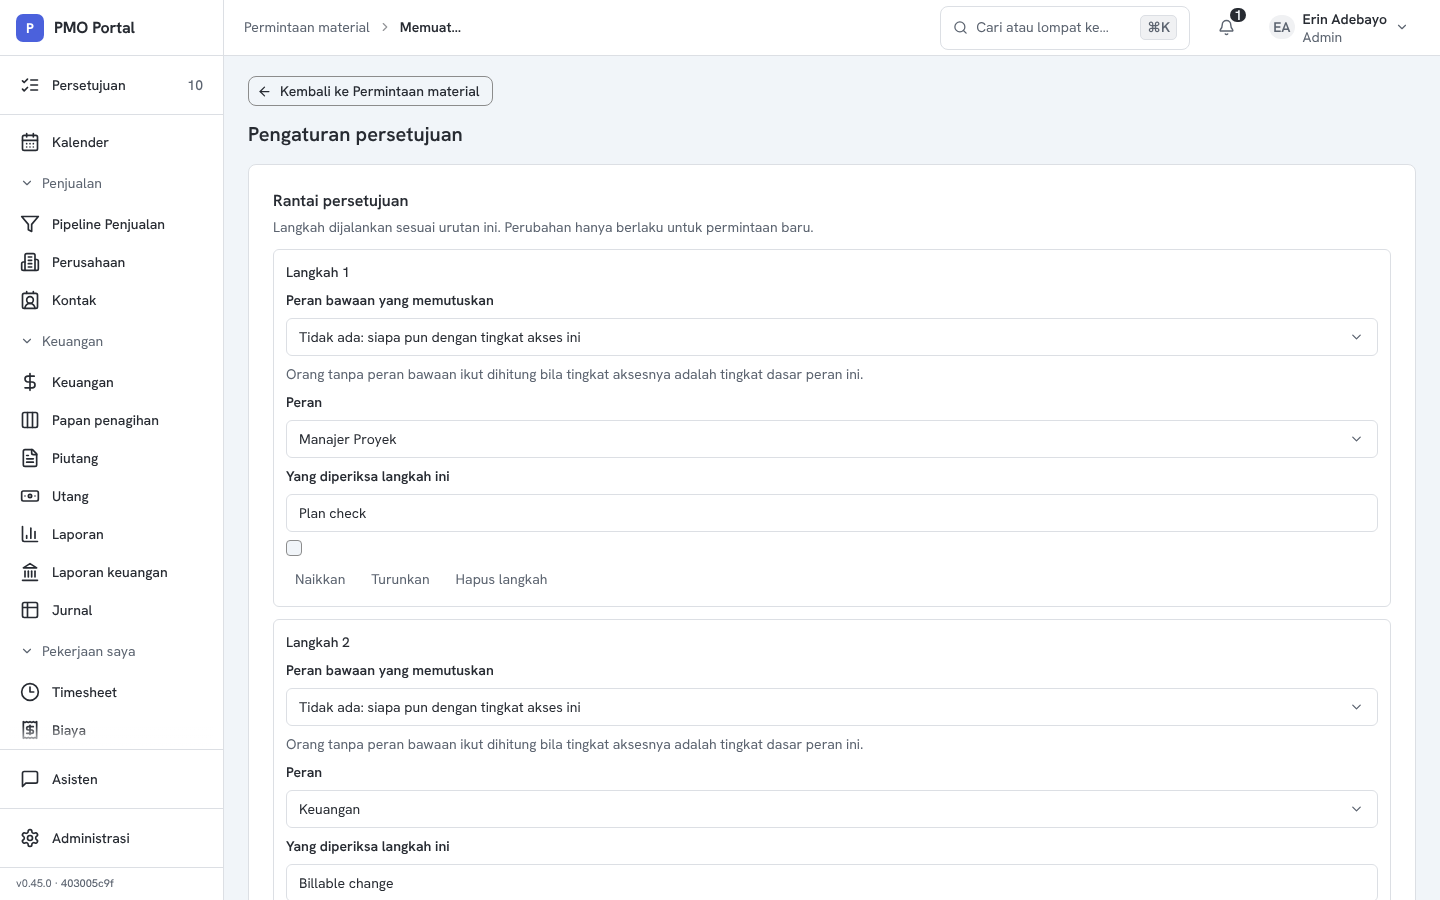 P PMO Portal
Permintaan material > Memuat...
Cari atau lompat ke... ⌘K
1
EA Erin Adebayo
Admin
Persetujuan 10
Kalender
Penjualan
Pipeline Penjualan
Perusahaan
Kontak
Keuangan
Keuangan
Papan penagihan
Piutang
Utang
Laporan
Laporan keuangan
Jurnal
Pekerjaan saya
Timesheet
Biaya
Asisten
Administrasi
v0.45.0 · 403005c9f
Kembali ke Permintaan material
Pengaturan persetujuan
Rantai persetujuan
Langkah dijalankan sesuai urutan ini. Perubahan hanya berlaku untuk permintaan baru.
Langkah 1
Peran bawaan yang memutuskan
Tidak ada: siapa pun dengan tingkat akses ini
Orang tanpa peran bawaan ikut dihitung bila tingkat aksesnya adalah tingkat dasar peran ini.
Peran
Manajer Proyek
Yang diperiksa langkah ini
Plan check
Naikkan Turunkan Hapus langkah
Langkah 2
Peran bawaan yang memutuskan
Tidak ada: siapa pun dengan tingkat akses ini
Orang tanpa peran bawaan ikut dihitung bila tingkat aksesnya adalah tingkat dasar peran ini.
Peran
Keuangan
Yang diperiksa langkah ini
Billable change